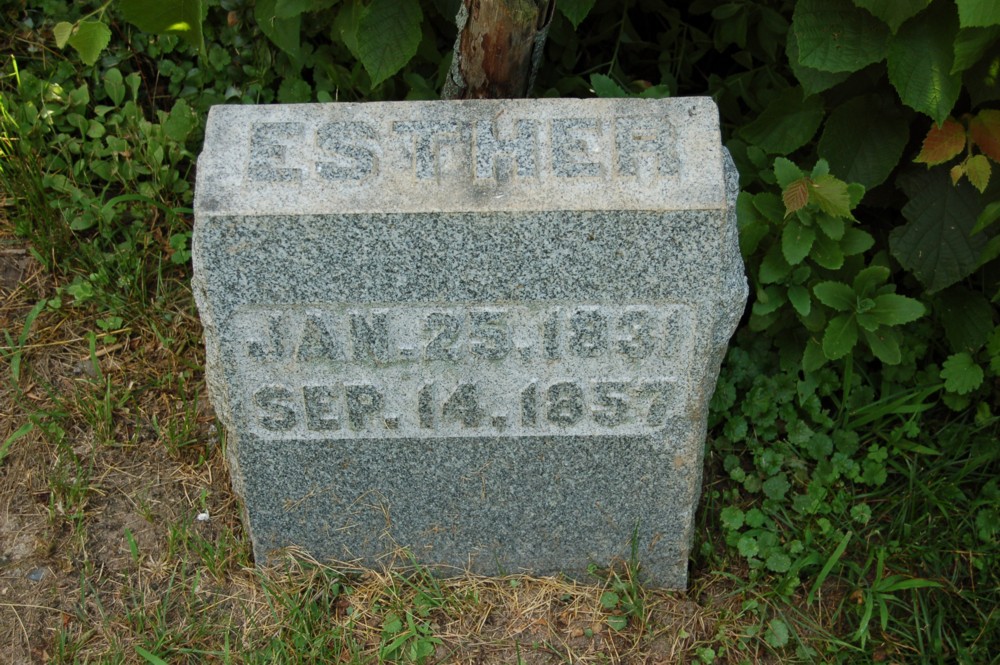 ESTHER
JAN. 25. 1831
SEP. 14. 1857